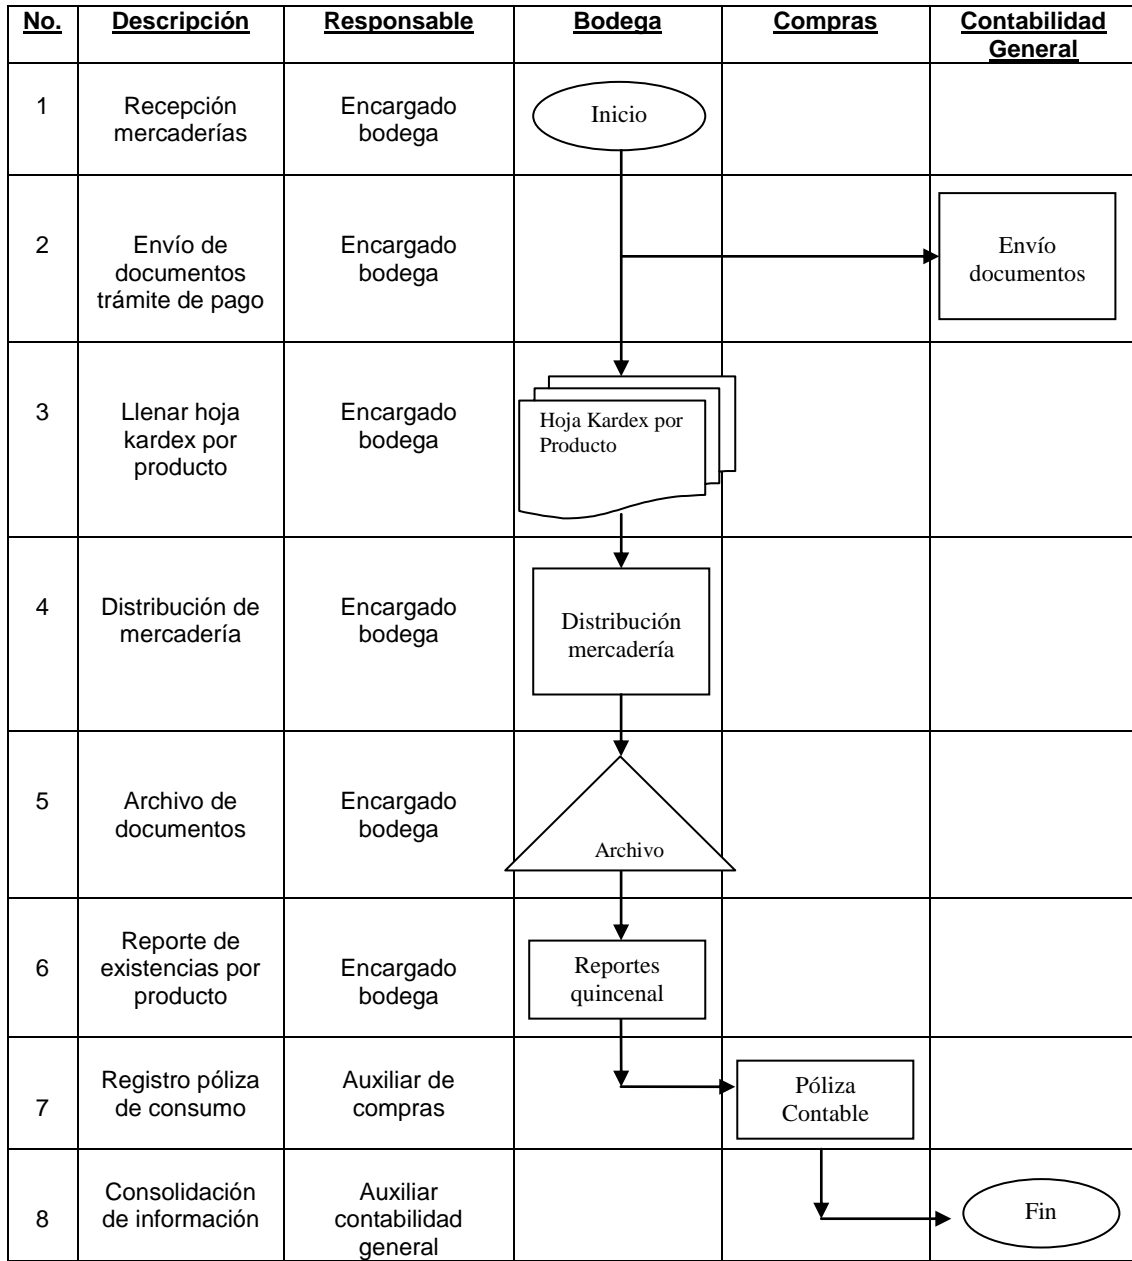 No. Descripción Responsable Bodega Compras Contabilidad
General
1 Recepción Encargado Inicio
mercaderías bodega
2 Envío de Encargado Envío
documentos bodega documentos
trámite de pago
3 Llenar hoja Encargado Hoja Kardex por
kardex por bodega Producto
producto
4 Distribución de Encargado Distribución
mercadería bodega mercadería
5 Archivo de Encargado
documentos bodega Archivo
Reporte de
6 existencias por Encargado Reportes
producto bodega quincenal
Registro póliza Auxiliar de Póliza
7 de consumo compras Contable
Consolidación Auxiliar
8 de información contabilidad Fin
general